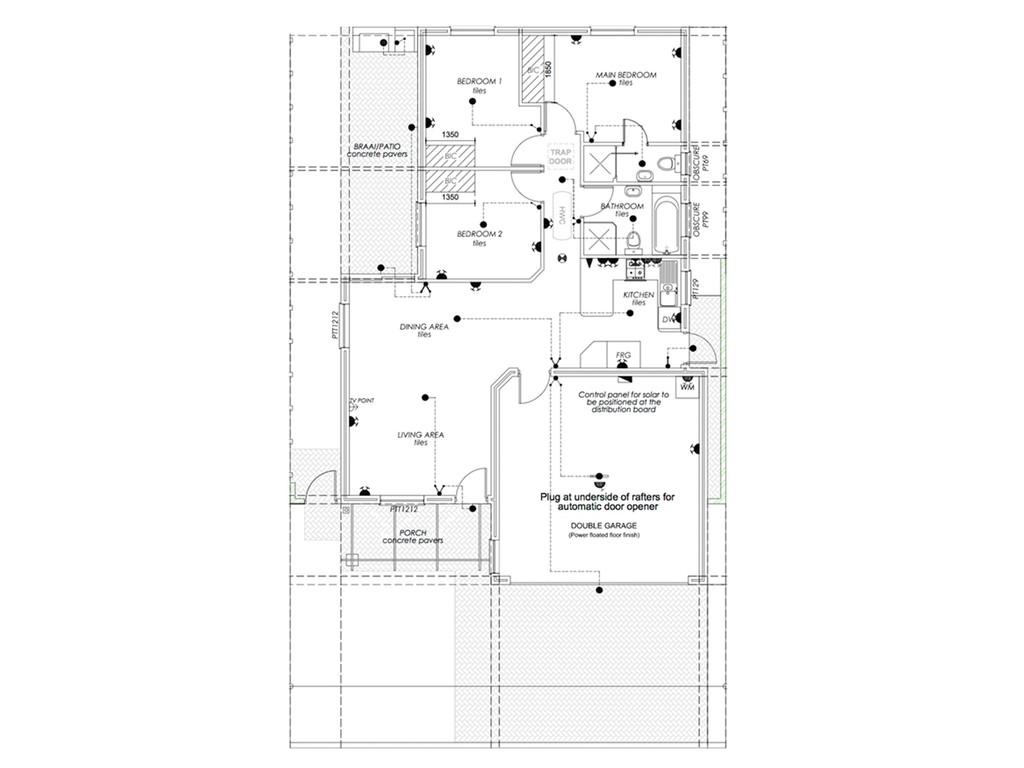 BEDROOM 1
tiles
BIC
1850
MAIN BEDROOM
tiles
1350
BIC
BIC
1350
BRAAI/PATIO
concrete pavers
TRAP
DOOR
OBSCURE
PT69
HWC
BATHROOM
tiles
OBSCURE
PT99
BEDROOM 2
tiles
KITCHEN
tiles
PT129
DW
PTT1212
DINING AREA
tiles
FRG
WM
Control panel for solar to
be positioned at the
distribution board
TV POINT
LIVING AREA
tiles
PTT1212
Plug at underside of rafters for
automatic door opener
DOUBLE GARAGE
(Power floated floor finish)
PORCH
concrete pavers